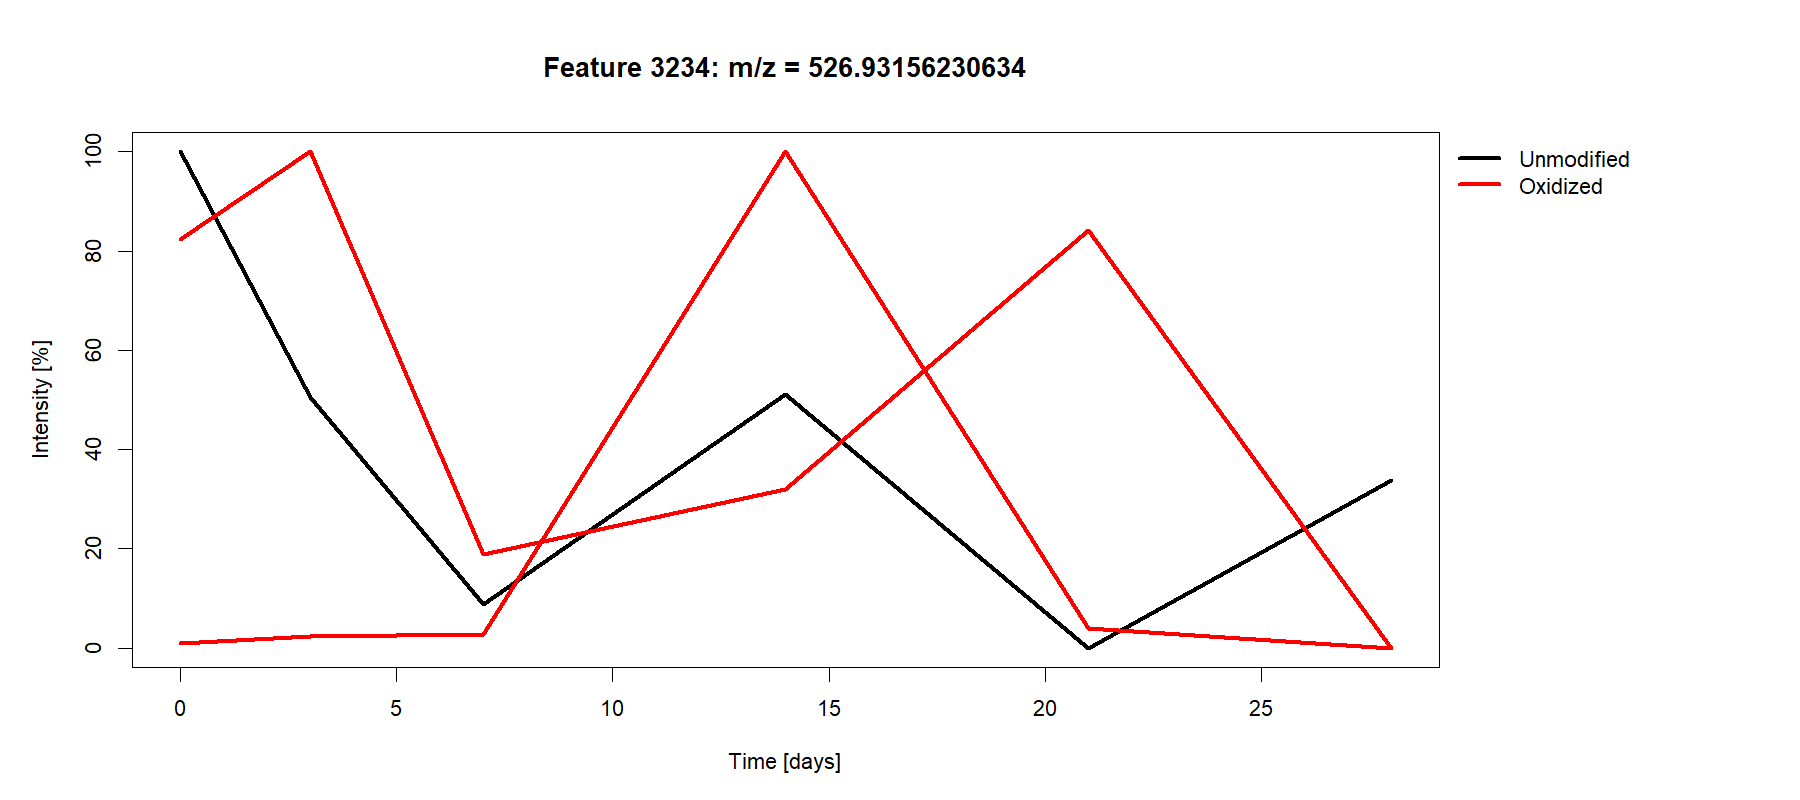 Feature 3234: m/z = 526.93156230634
Unmodified
Oxidized
Intensity [%]
100
80
60
40
20
0
0 5 10 15 20 25
Time [days]